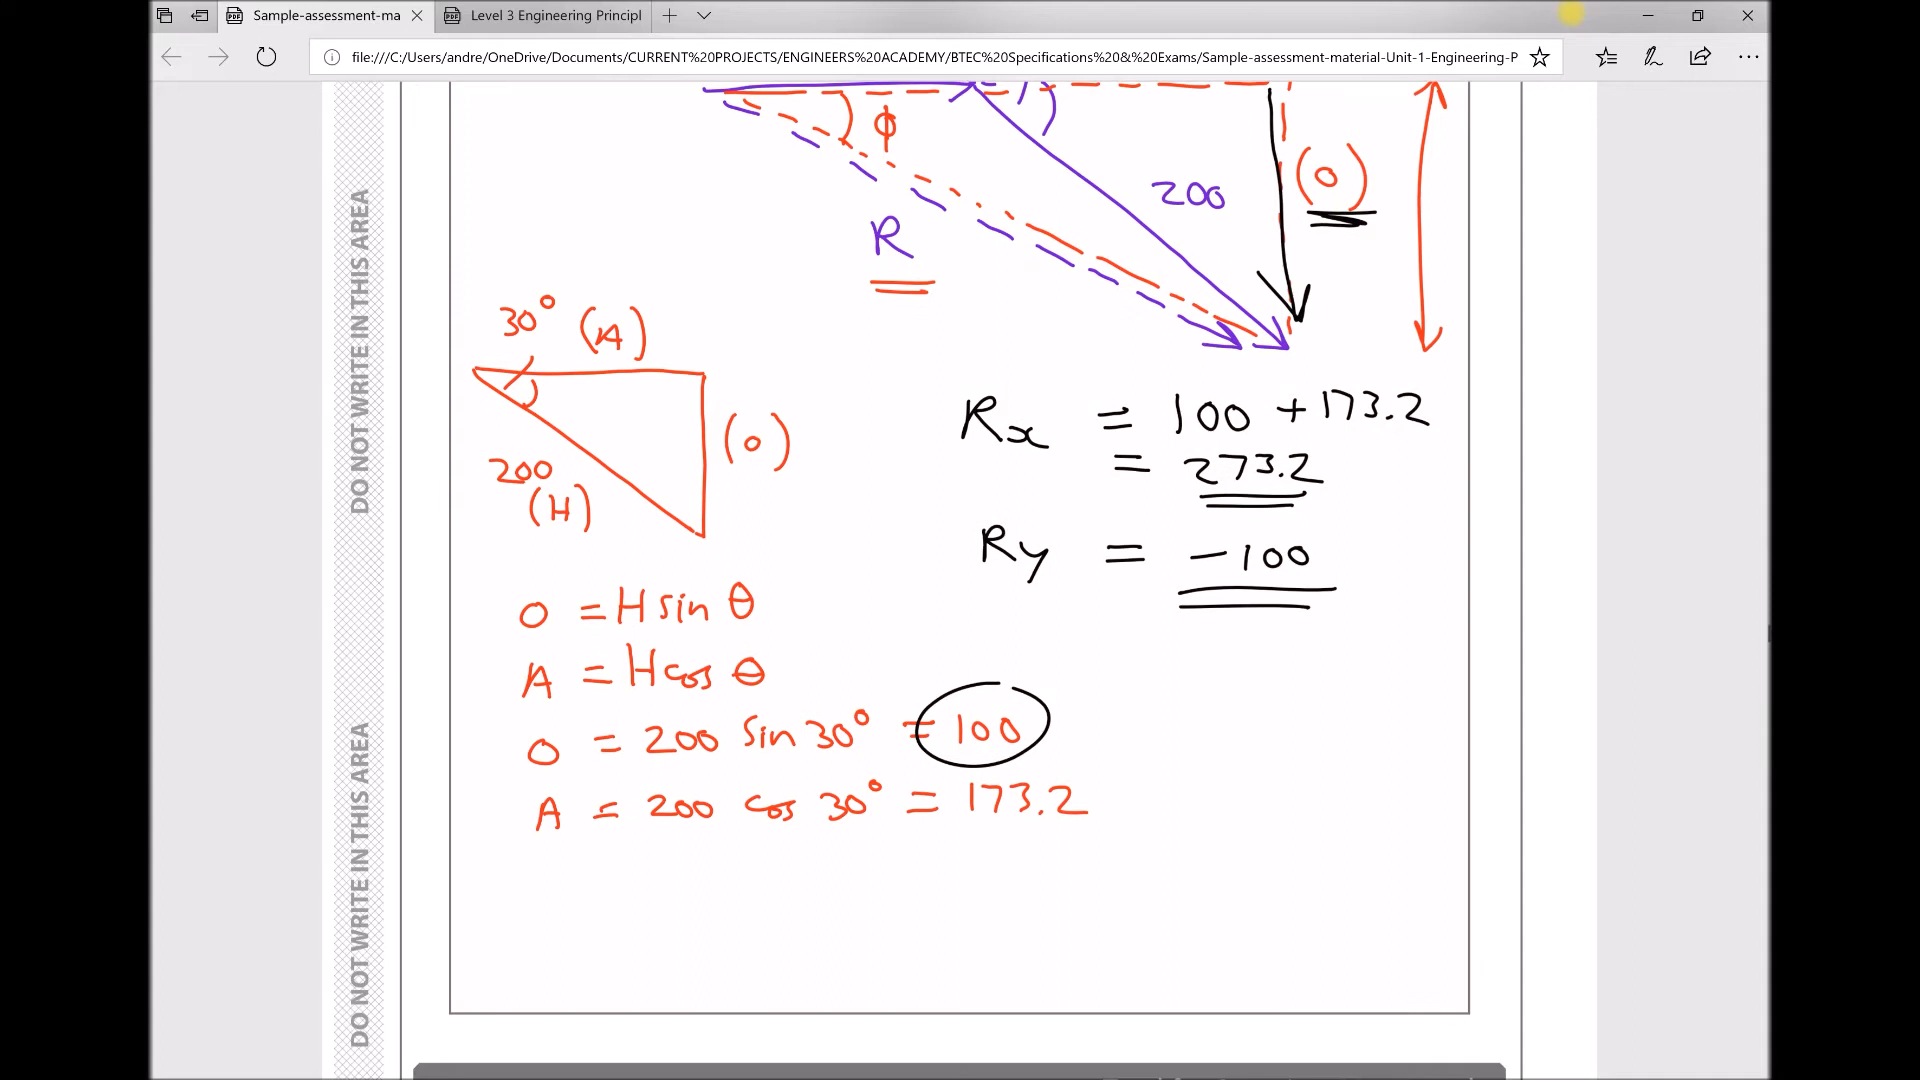 Sample-assessment-ma
Level 3 Engineering Principl
file:///C:/Users/andre/OneDrive/Documents/CURRENT%20PROJECTS/ENGINEERS%20ACADEMY/BTEC%20Specifications%20&%20Exams/Sample-assessment-material-Unit-1-Engineering-P
DO NOT WRITE IN THIS AREA
DO NOT WRITE IN THIS AREA
ϕ
(O)
200
R
30° (A)
(O)
200
(H)
Rx = 100 + 173.2
= 273.2
Ry = -100
O = H sin θ
A = H cos θ
O = 200 sin 30° = 100
A = 200 cos 30° = 173.2